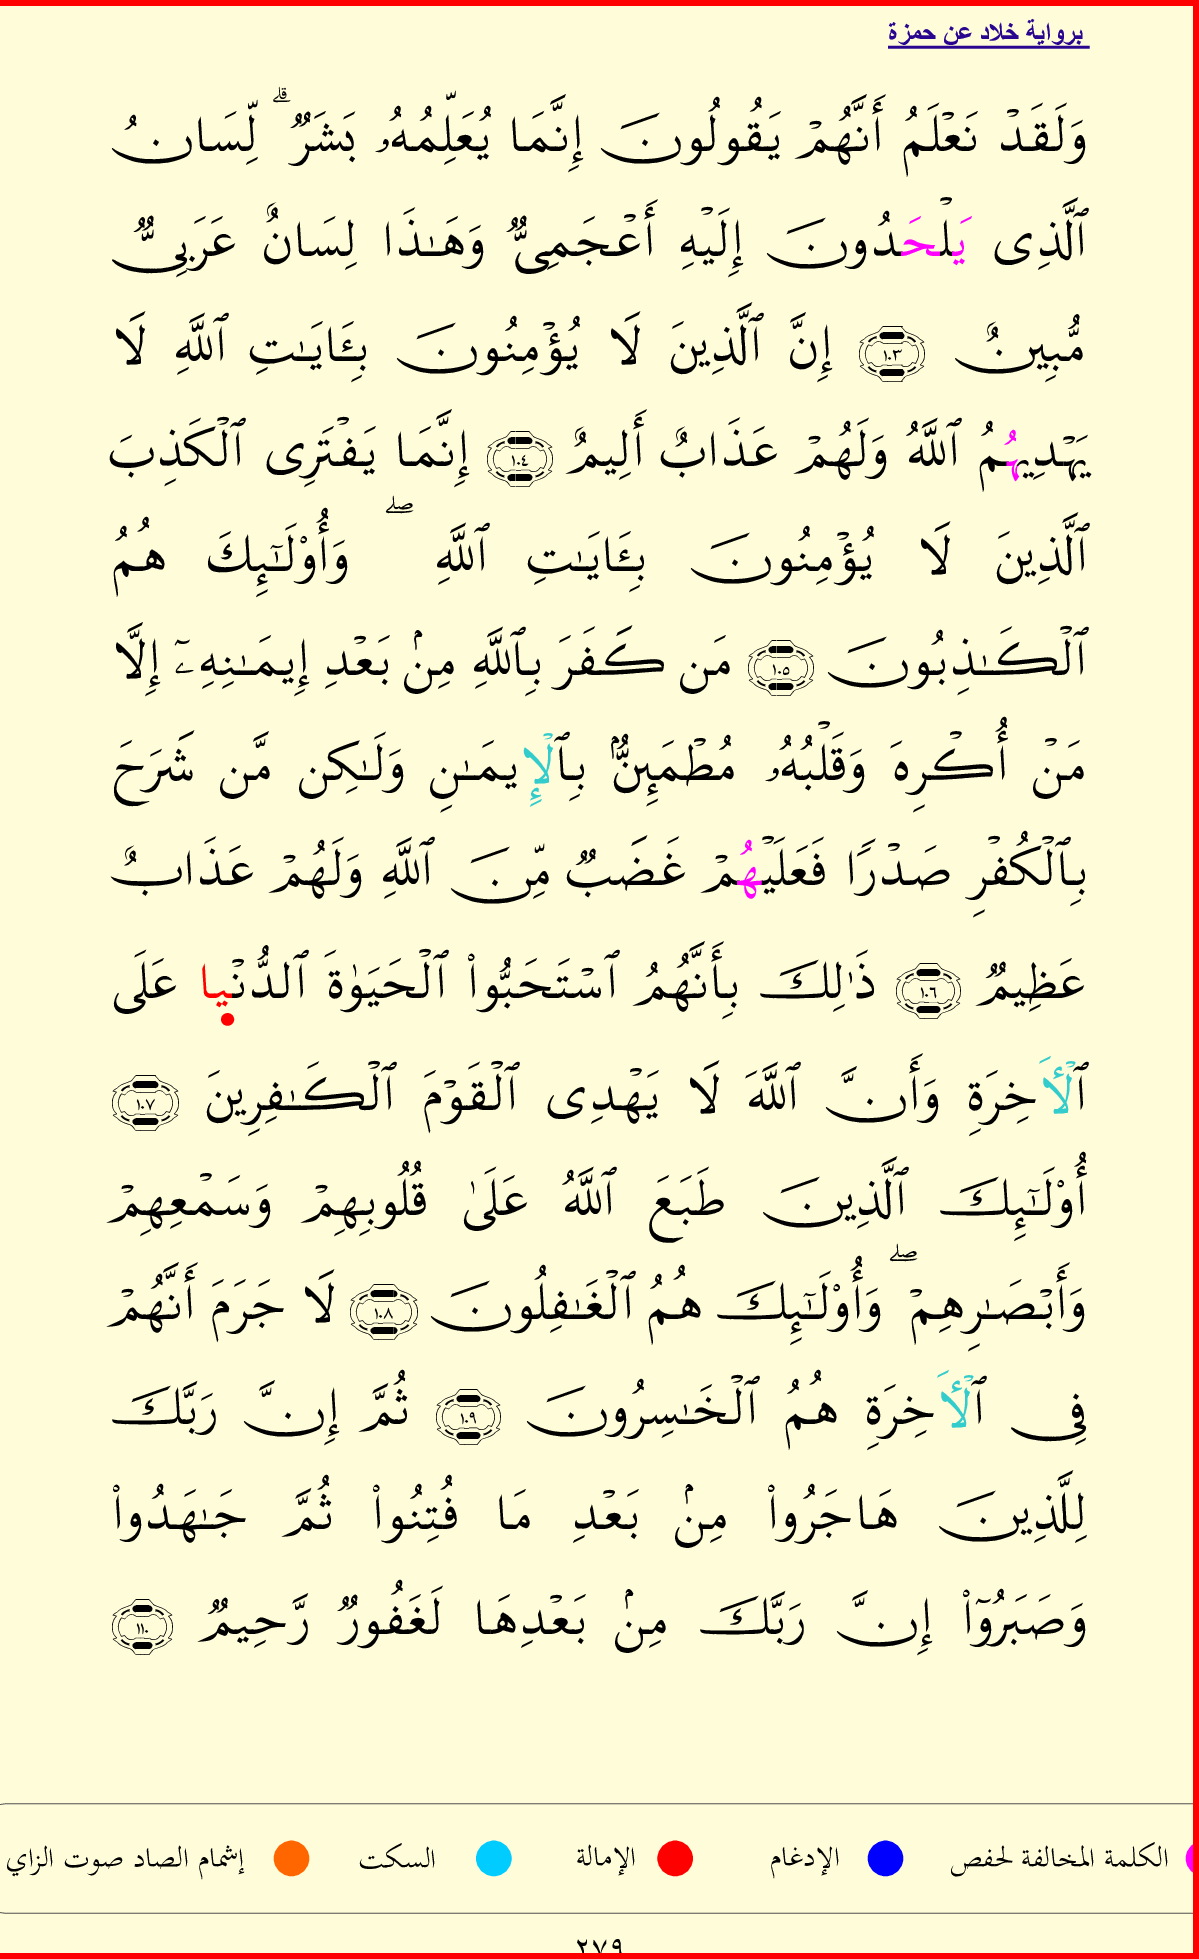 برواية خلاد عن حمزة
وَلَقَدْ نَعْلَمُ أَنَّهُمْ يَقُولُونَ إِنَّمَا يُعَلِّمُهُۥ بَشَرٌۗ لِّسَانُ
ٱلَّذِى يَلْحَدُونَ إِلَيْهِ أَعْجَمِىٌّ وَهَـٰذَا لِسَانٌ عَرَبِىٌّ
مُّبِينٌ ١٠٣ إِنَّ ٱلَّذِينَ لَا يُؤْمِنُونَ بِـَٔايَـٰتِ ٱللَّهِ لَا
يَهْدِيهُمُ ٱللَّهُ وَلَهُمْ عَذَابٌ أَلِيمٌ ١٠٤ إِنَّمَا يَفْتَرِى ٱلْكَذِبَ
ٱلَّذِينَ لَا يُؤْمِنُونَ بِـَٔايَـٰتِ ٱللَّهِۖ وَأُو۟لَـٰٓئِكَ هُمُ
ٱلْكَـٰذِبُونَ ١٠٥ مَن كَفَرَ بِٱللَّهِ مِنۢ بَعْدِ إِيمَـٰنِهِۦٓ إِلَّا
مَنْ أُكْرِهَ وَقَلْبُهُۥ مُطْمَئِنٌّۢ بِٱلْإِيمَـٰنِ وَلَـٰكِن مَّن شَرَحَ
بِٱلْكُفْرِ صَدْرًا فَعَلَيْهُمْ غَضَبٌ مِّنَ ٱللَّهِ وَلَهُمْ عَذَابٌ
عَظِيمٌ ١٠٦ ذَٰلِكَ بِأَنَّهُمُ ٱسْتَحَبُّوا۟ ٱلْحَيَوٰةَ ٱلدُّنْيا عَلَى
ٱلْـَٔاخِرَةِ وَأَنَّ ٱللَّهَ لَا يَهْدِى ٱلْقَوْمَ ٱلْكَـٰفِرِينَ ١٠٧
أُو۟لَـٰٓئِكَ ٱلَّذِينَ طَبَعَ ٱللَّهُ عَلَىٰ قُلُوبِهِمْ وَسَمْعِهِمْ
وَأَبْصَـٰرِهِمْۖ وَأُو۟لَـٰٓئِكَ هُمُ ٱلْغَـٰفِلُونَ ١٠٨ لَا جَرَمَ أَنَّهُمْ
فِى ٱلْـَٔاخِرَةِ هُمُ ٱلْخَـٰسِرُونَ ١٠٩ ثُمَّ إِنَّ رَبَّكَ
لِلَّذِينَ هَاجَرُوا۟ مِنۢ بَعْدِ مَا فُتِنُوا۟ ثُمَّ جَـٰهَدُوا۟
وَصَبَرُوٓا۟ إِنَّ رَبَّكَ مِنۢ بَعْدِهَا لَغَفُورٌ رَّحِيمٌ ١١٠
الكلمة المخالفة لحفص الإدغام الإمالة السكت إشمام الصاد صوت الزاي
٢٧٩